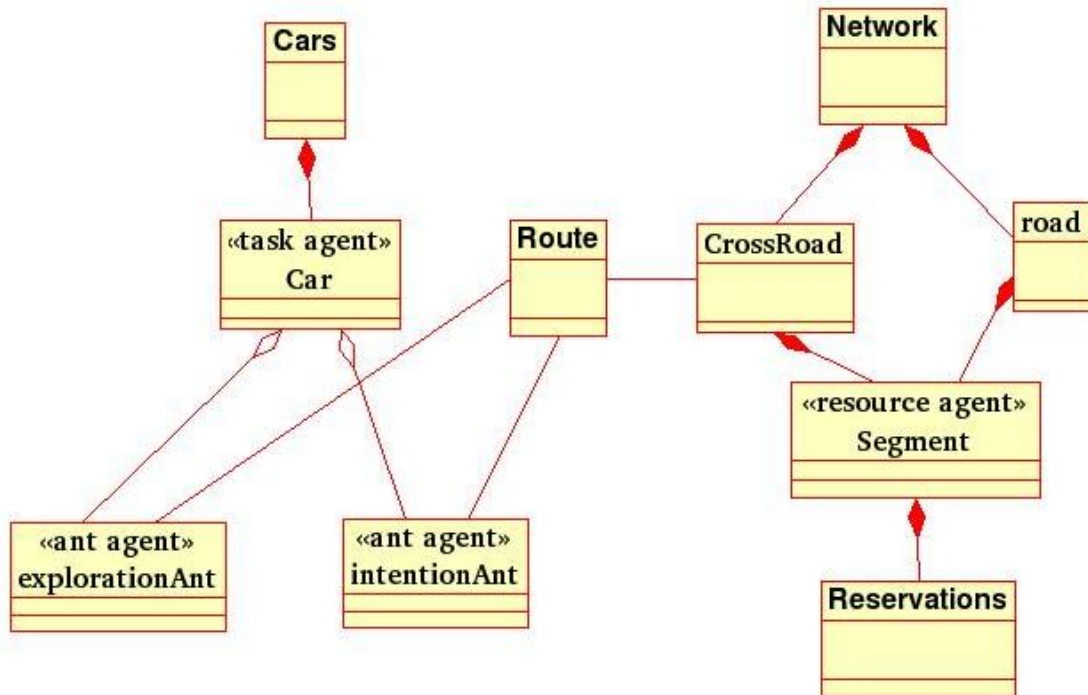 Cars
Network
«task agent»
Car
Route
CrossRoad
road
«resource agent»
Segment
«ant agent»
explorationAnt
«ant agent»
intentionAnt
Reservations